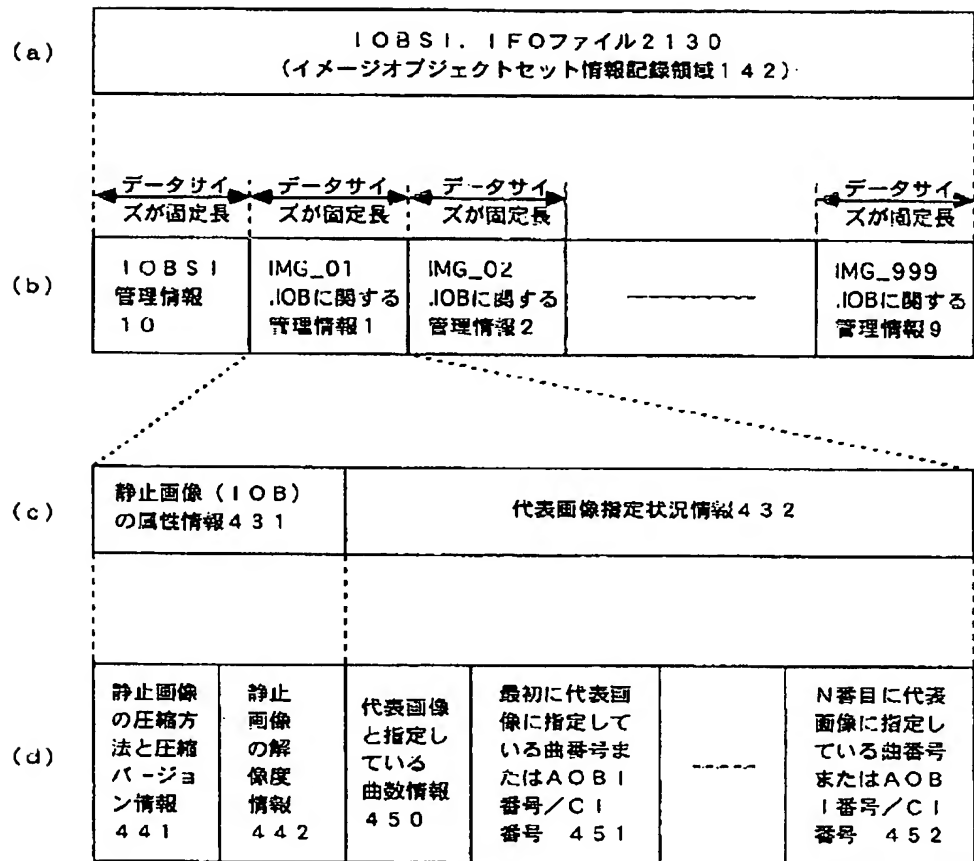 (a)
IOBSI. IFOファイル2130
(イメージオブジェクトセット情報記録領域142)
データサイ
ズが固定長
データサイ
ズが固定長
データサイ
ズが固定長
データサイ
ズが固定長
(b)
IOBSI
管理情報
10
IMG_01
.IOBに関する
管理情報1
IMG_02
.IOBに関する
管理情報2
IMG_999
.IOBに関する
管理情報9
(c)
静止画像(IOB)
の属性情報431
代表画像指定状況情報432
(d)
静止画像
の圧縮方
法と圧縮
バージョ
ン情報
441
静止
画像
の解
像度
情報
442
代表画像
と指定し
ている
曲数情報
450
最初に代表画
像に指定して
いる曲番号ま
たはAOBI
番号/CI
番号 451
N番目に代表
画像に指定し
ている曲番号
またはAOB
I番号/CI
番号 452